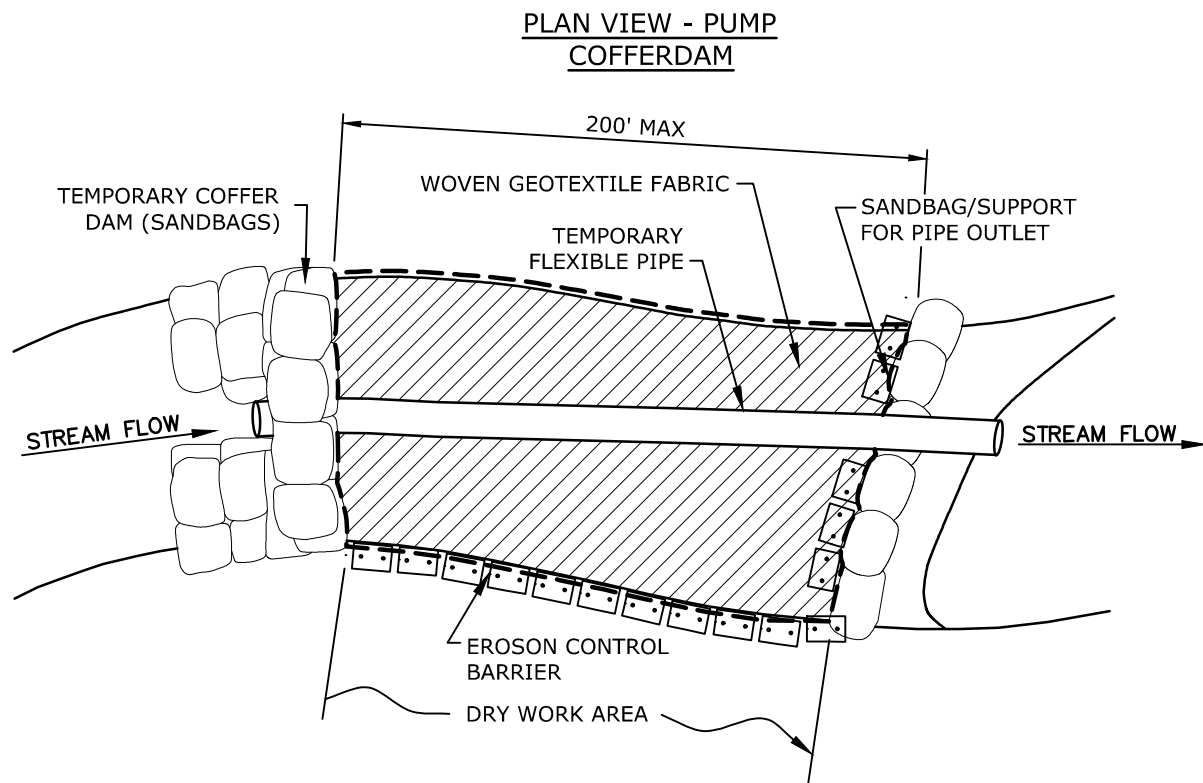 PLAN VIEW - PUMP
COFFERDAM
200' MAX
WOVEN GEOTEXTILE FABRIC
TEMPORARY COFFER
DAM (SANDBAGS)
SANDBAG/SUPPORT
FOR PIPE OUTLET
TEMPORARY
FLEXIBLE PIPE
STREAM FLOW
STREAM FLOW
EROSON CONTROL
BARRIER
DRY WORK AREA